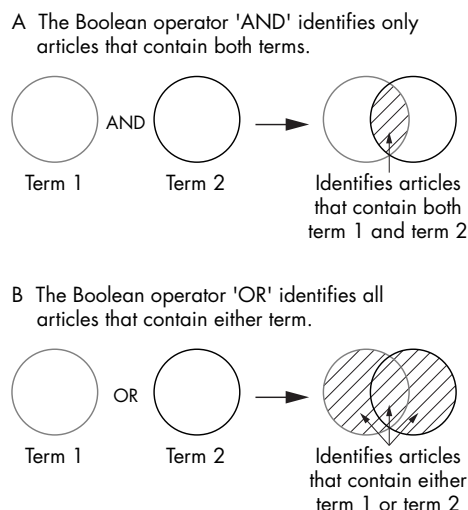 A The Boolean operator 'AND' identifies only
articles that contain both terms.
AND
Term 1
Term 2
Identifies articles
that contain both
term 1 and term 2
B The Boolean operator 'OR' identifies all
articles that contain either term.
OR
Term 1
Term 2
Identifies articles
that contain either
term 1 or term 2